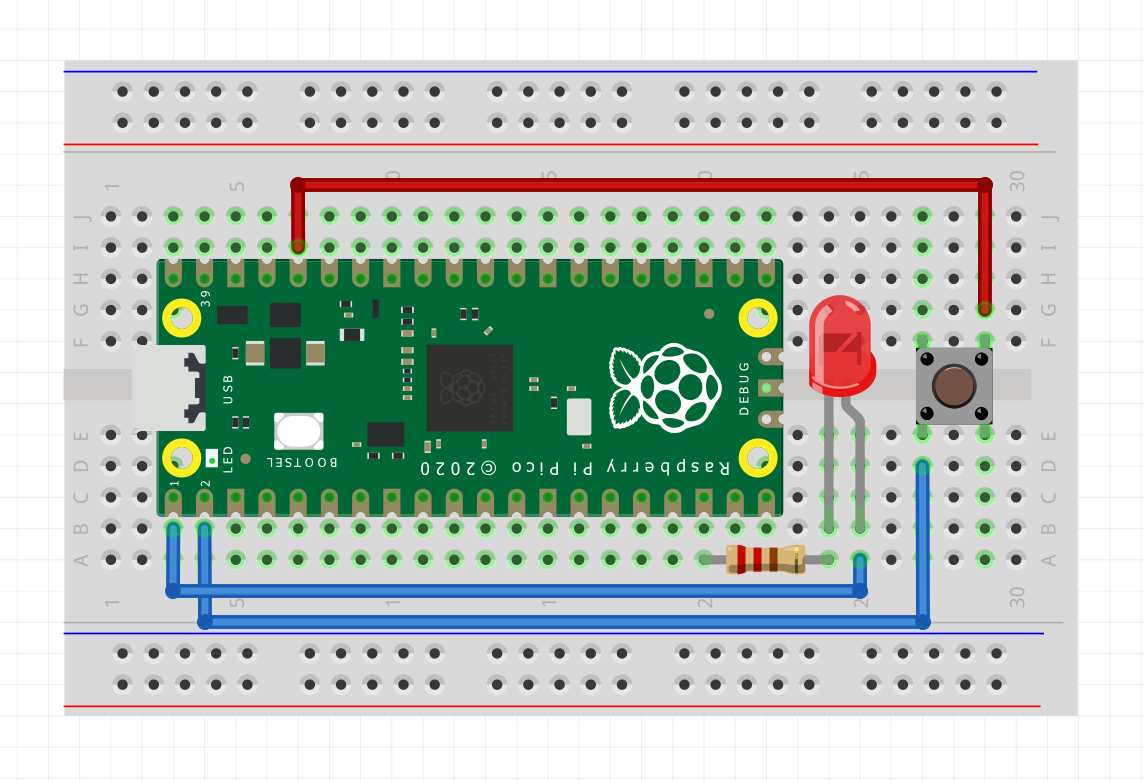 1 5 0 5 0 5 30
J J
I I
H H
G G
F F
39
USB
DEBUG
E E
D D
C C
B B
A A
LED
BOOTSEL
Raspberry Pi Pico ©2020
1 2
1 5 1 1 2 2 30